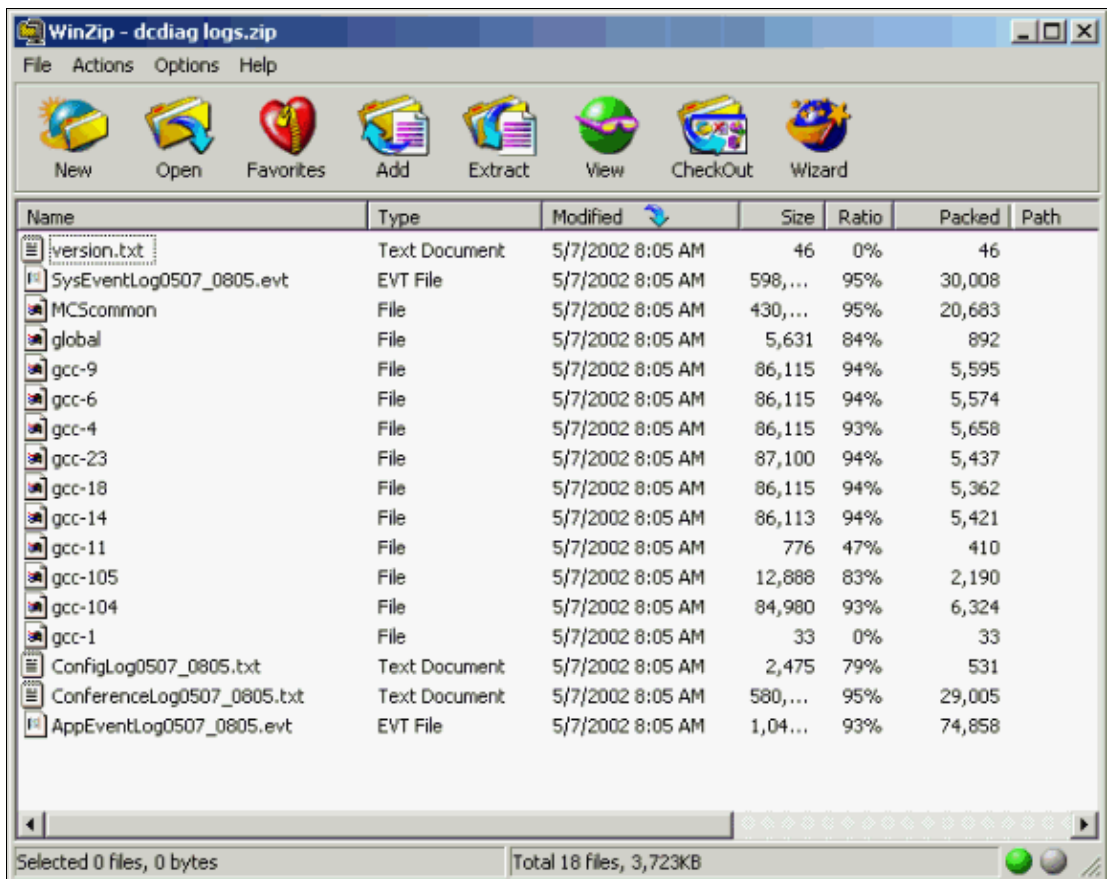 WinZip - dcdiag logs.zip
File Actions Options Help
New Open Favorites Add Extract View CheckOut Wizard
Name Type Modified Size Ratio Packed Path
version.txt Text Document 5/7/2002 8:05 AM 46 0% 46
SysEventLog0507_0805.evt EVT File 5/7/2002 8:05 AM 598,... 95% 30,008
MCScommon File 5/7/2002 8:05 AM 430,... 95% 20,683
global File 5/7/2002 8:05 AM 5,631 84% 892
gcc-9 File 5/7/2002 8:05 AM 86,115 94% 5,595
gcc-6 File 5/7/2002 8:05 AM 86,115 94% 5,574
gcc-4 File 5/7/2002 8:05 AM 86,115 93% 5,658
gcc-23 File 5/7/2002 8:05 AM 87,100 94% 5,437
gcc-18 File 5/7/2002 8:05 AM 86,115 94% 5,362
gcc-14 File 5/7/2002 8:05 AM 86,113 94% 5,421
gcc-11 File 5/7/2002 8:05 AM 776 47% 410
gcc-105 File 5/7/2002 8:05 AM 12,888 83% 2,190
gcc-104 File 5/7/2002 8:05 AM 84,980 93% 6,324
gcc-1 File 5/7/2002 8:05 AM 33 0% 33
ConfigLog0507_0805.txt Text Document 5/7/2002 8:05 AM 2,475 79% 531
ConferenceLog0507_0805.txt Text Document 5/7/2002 8:05 AM 580,... 95% 29,005
AppEventLog0507_0805.evt EVT File 5/7/2002 8:05 AM 1,04... 93% 74,858
Selected 0 files, 0 bytes Total 18 files, 3,723KB